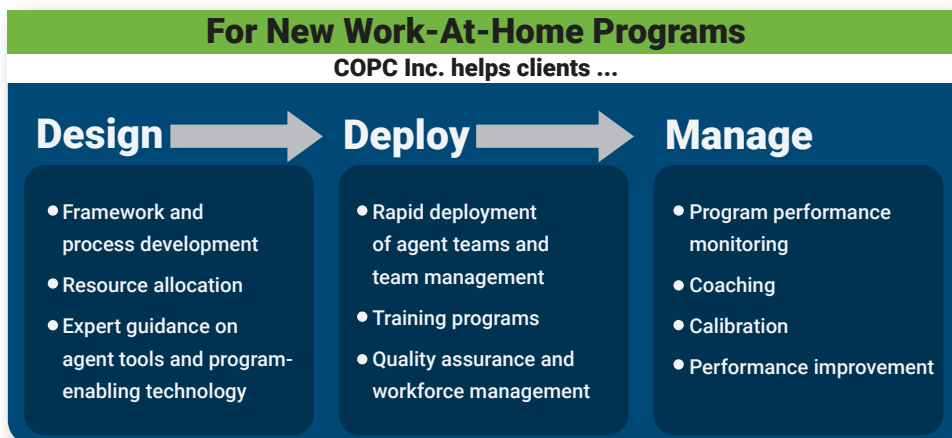 For New Work-At-Home Programs
COPC Inc. helps clients ...
Design
Framework and
process development
Resource allocation
Expert guidance on
agent tools and program-
enabling technology
Deploy
Rapid deployment
of agent teams and
team management
Training programs
Quality assurance and
workforce management
Manage
Program performance
monitoring
Coaching
Calibration
Performance improvement